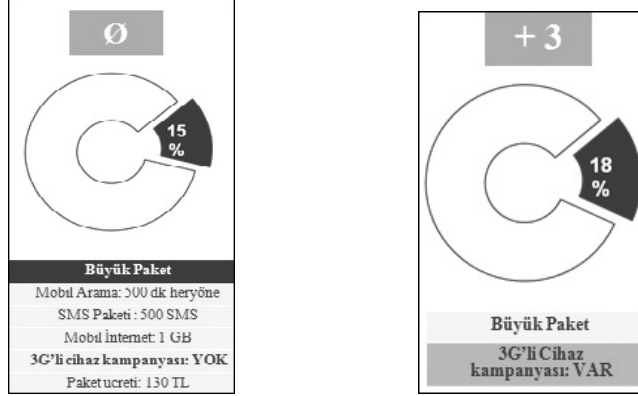 Ø
15
%
Büyük Paket
Mobil Arama: 500 dk heryöne
SMS Paketi : 500 SMS
Mobil İnternet: 1 GB
3G’li cihaz kampanyası: YOK
Paket ucreti: 130 TL
+ 3
18
%
Büyük Paket
3G’li Cihaz
kampanyası: VAR